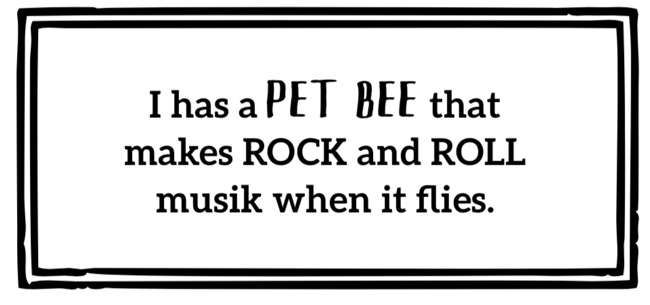 I has a PET BEE that
makes ROCK and ROLL
musik when it flies.